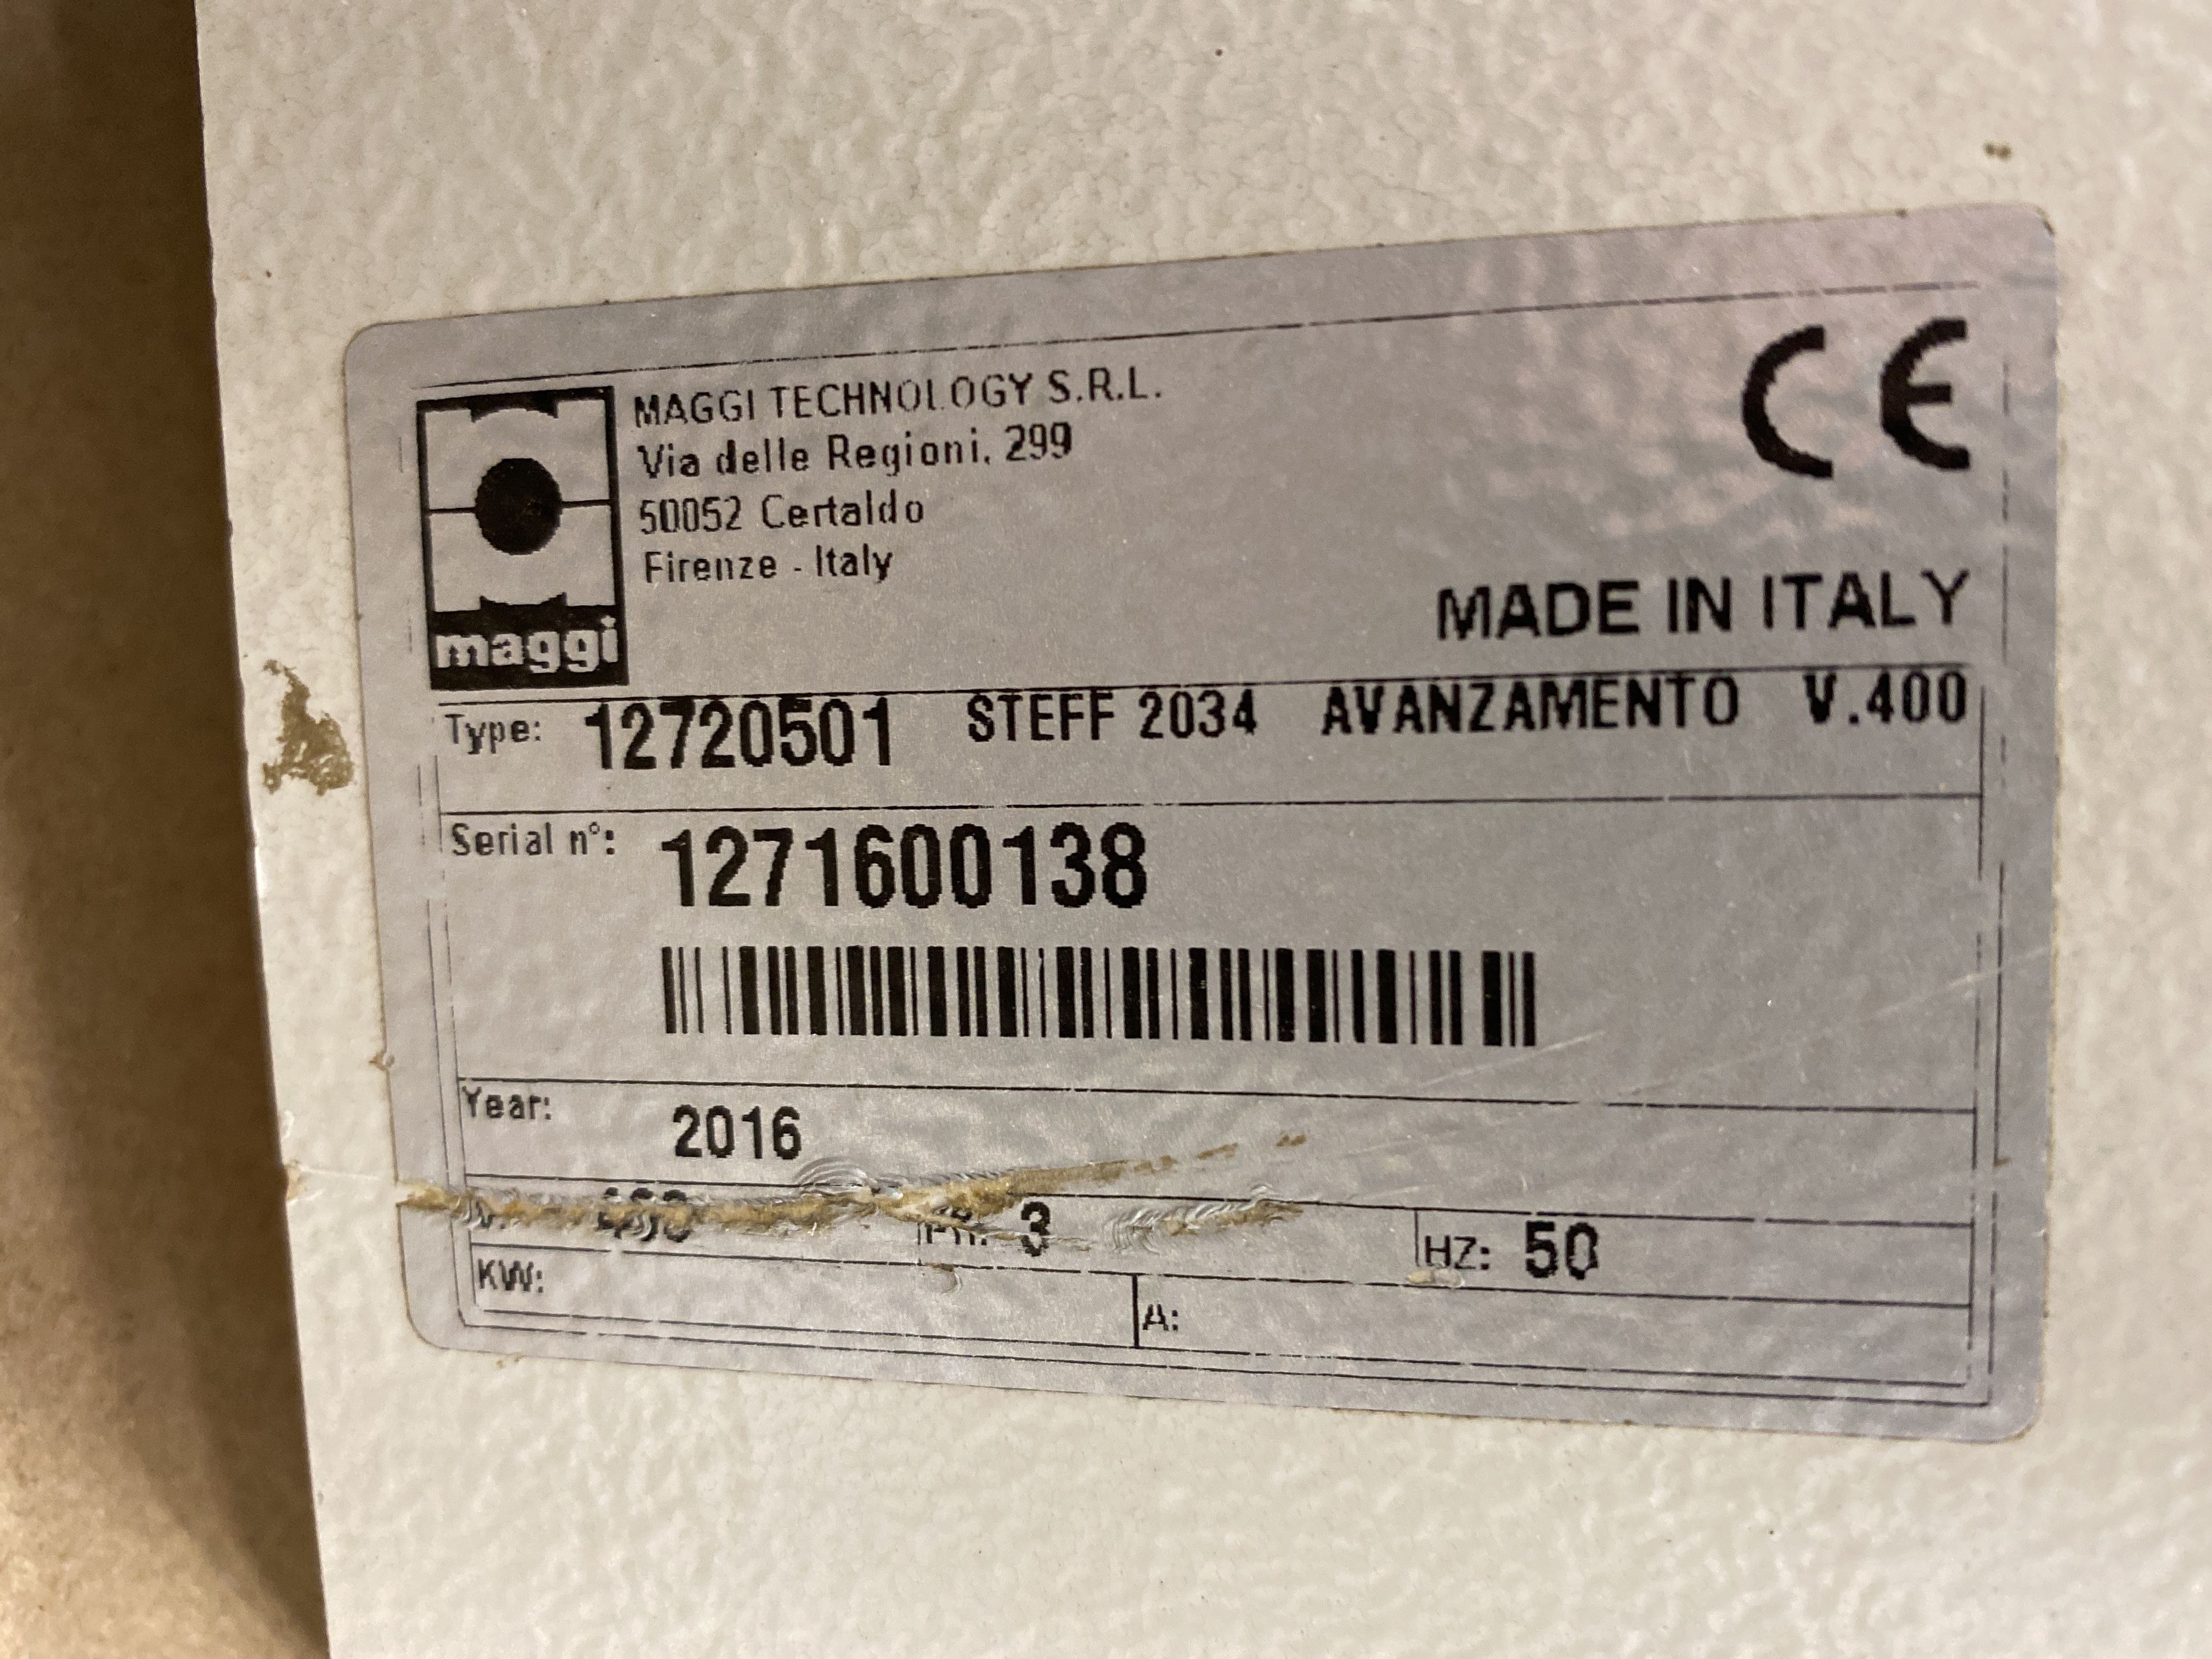 MAGGI TECHNOLOGY S.R.L.
Via delle Regioni, 299
50052 Certaldo
Firenze - Italy
maggi
CE
MADE IN ITALY
Type: 12720501 STEFF 2034 AVANZAMENTO V.400
Serial n°: 1271600138
Year: 2016
PH: 3 HZ: 50
KW: A: